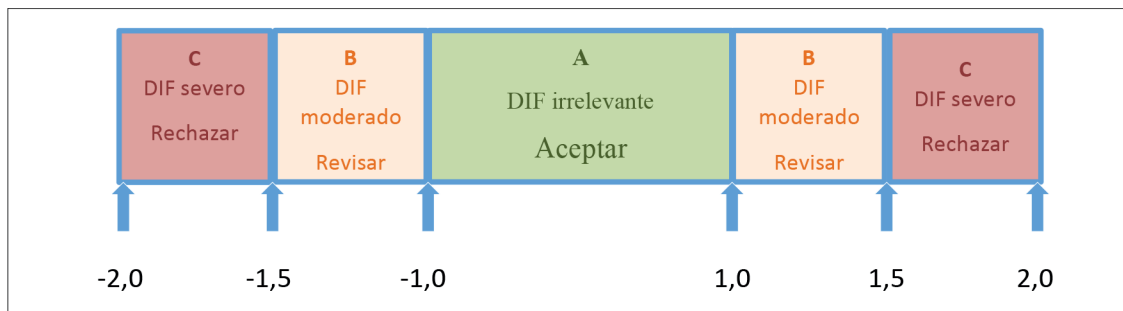 C
DIF severo
Rechazar
B
DIF
moderado
Revisar
A
DIF irrelevante
Aceptar
B
DIF
moderado
Revisar
C
DIF severo
Rechazar
-2,0
-1,5
-1,0
1,0
1,5
2,0